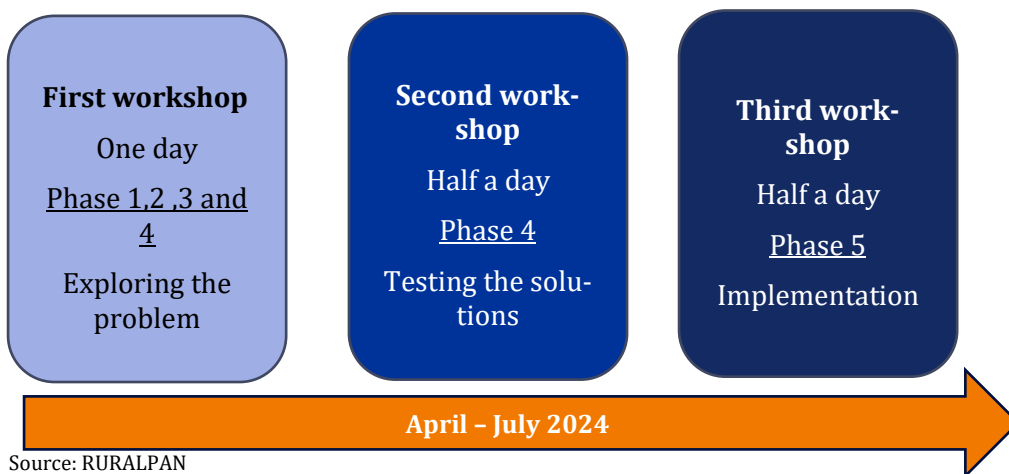 First workshop
One day
Phase 1,2 ,3 and
4
Exploring the
problem
Second work-
shop
Half a day
Phase 4
Testing the solu-
tions
Third work-
shop
Half a day
Phase 5
Implementation
April – July 2024
Source: RURALPAN